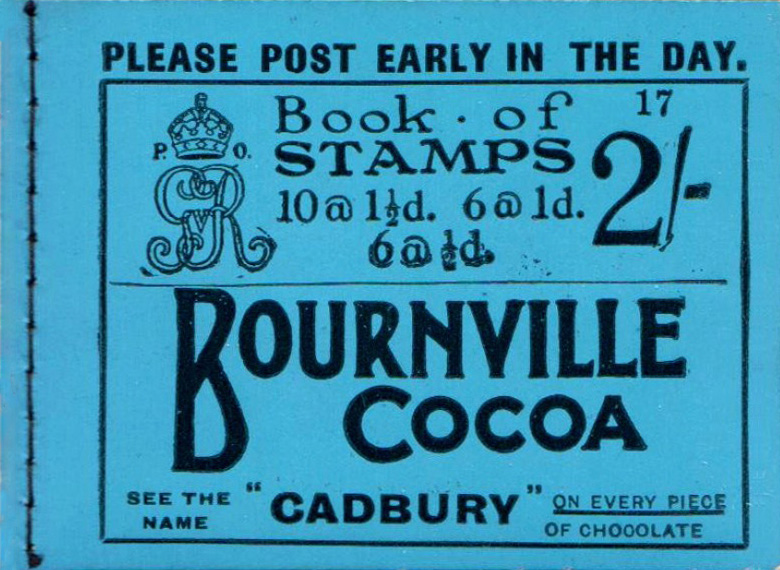 PLEASE POST EARLY IN THE DAY.
P. O.
GVR
Book · of
STAMPS
10@1½d. 6@1d.
6@½d.
17
2/-
BOURNVILLE
COCOA
SEE THE NAME
"CADBURY"
ON EVERY PIECE
OF CHOCOLATE